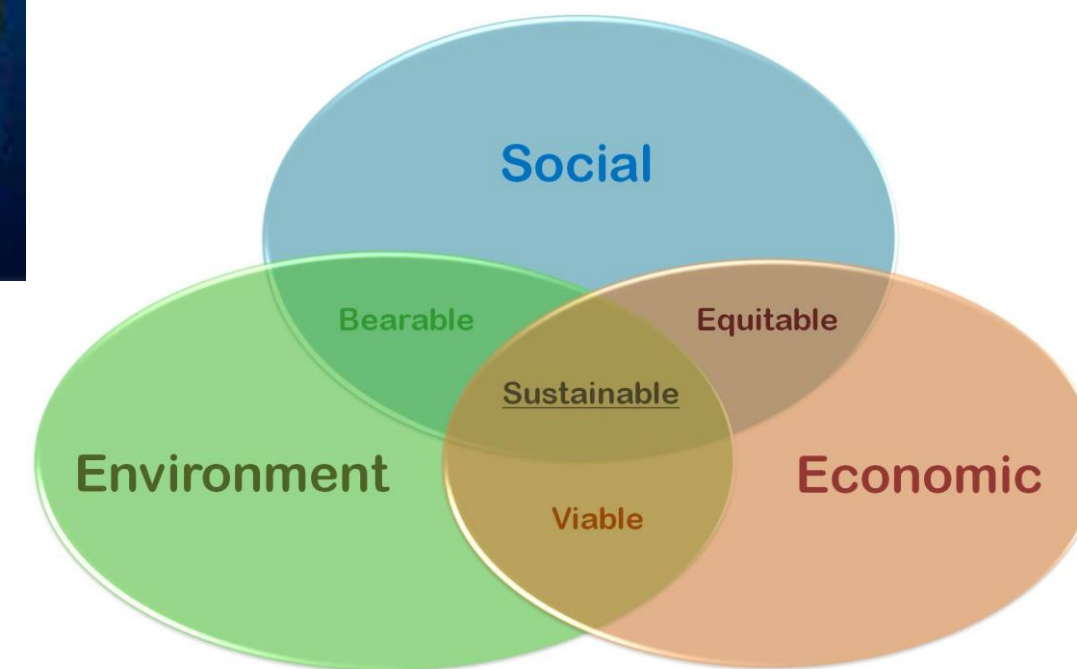 Social
Bearable
Equitable
Sustainable
Environment
Economic
Viable